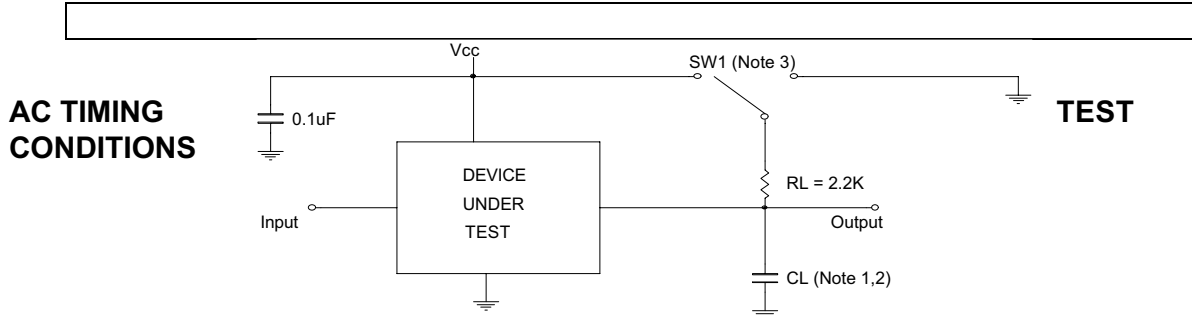 Vcc
SW1 (Note 3)
AC TIMING
CONDITIONS
0.1uF
TEST
DEVICE
UNDER
TEST
RL = 2.2K
Input
Output
CL (Note 1,2)